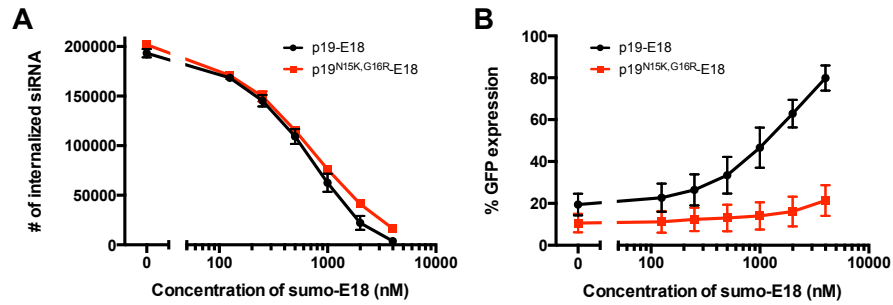 A
p19-E18
p19N15K,G16R-E18
# of internalized siRNA
200000
150000
100000
50000
0
0
100
1000
10000
Concentration of sumo-E18 (nM)
B
p19-E18
p19N15K,G16R-E18
% GFP expression
100
80
60
40
20
0
0
100
1000
10000
Concentration of sumo-E18 (nM)